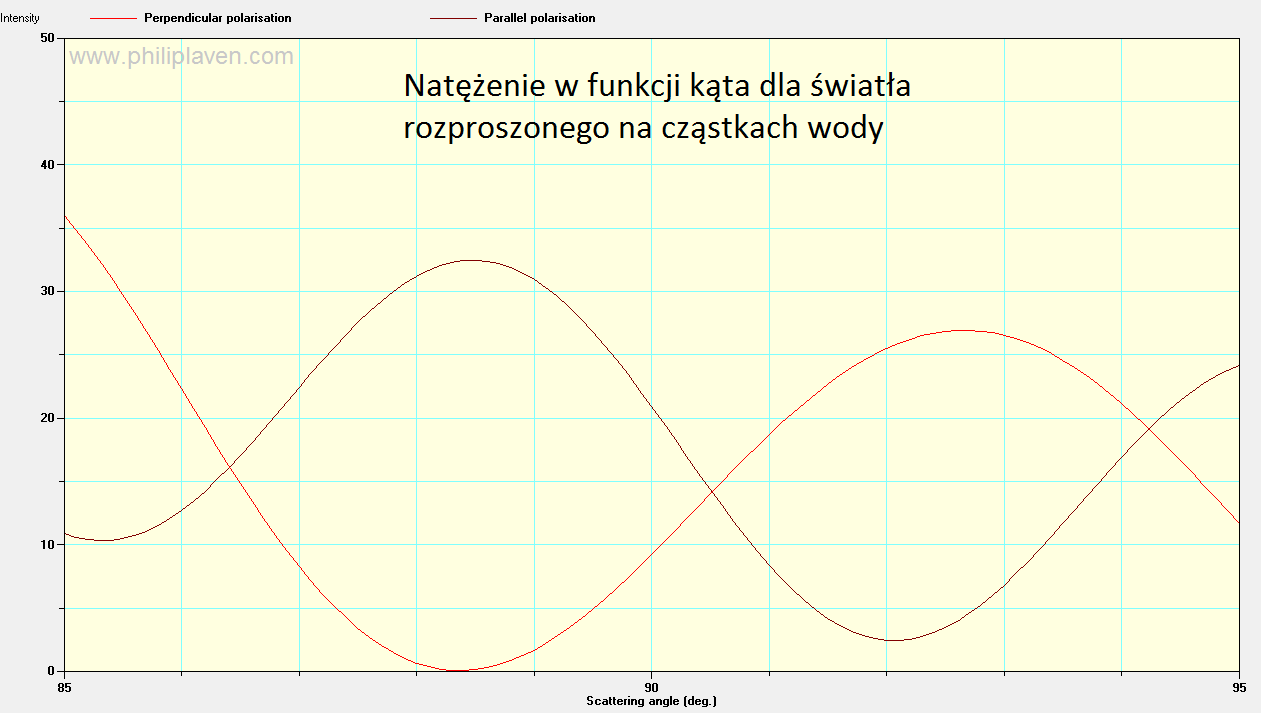 Intensity
Perpendicular polarisation
Parallel polarisation
50
www.philiplaven.com
Natężenie w funkcji kąta dla światła
rozproszonego na cząstkach wody
40
30
20
10
0
85
90
95
Scattering angle (deg.)